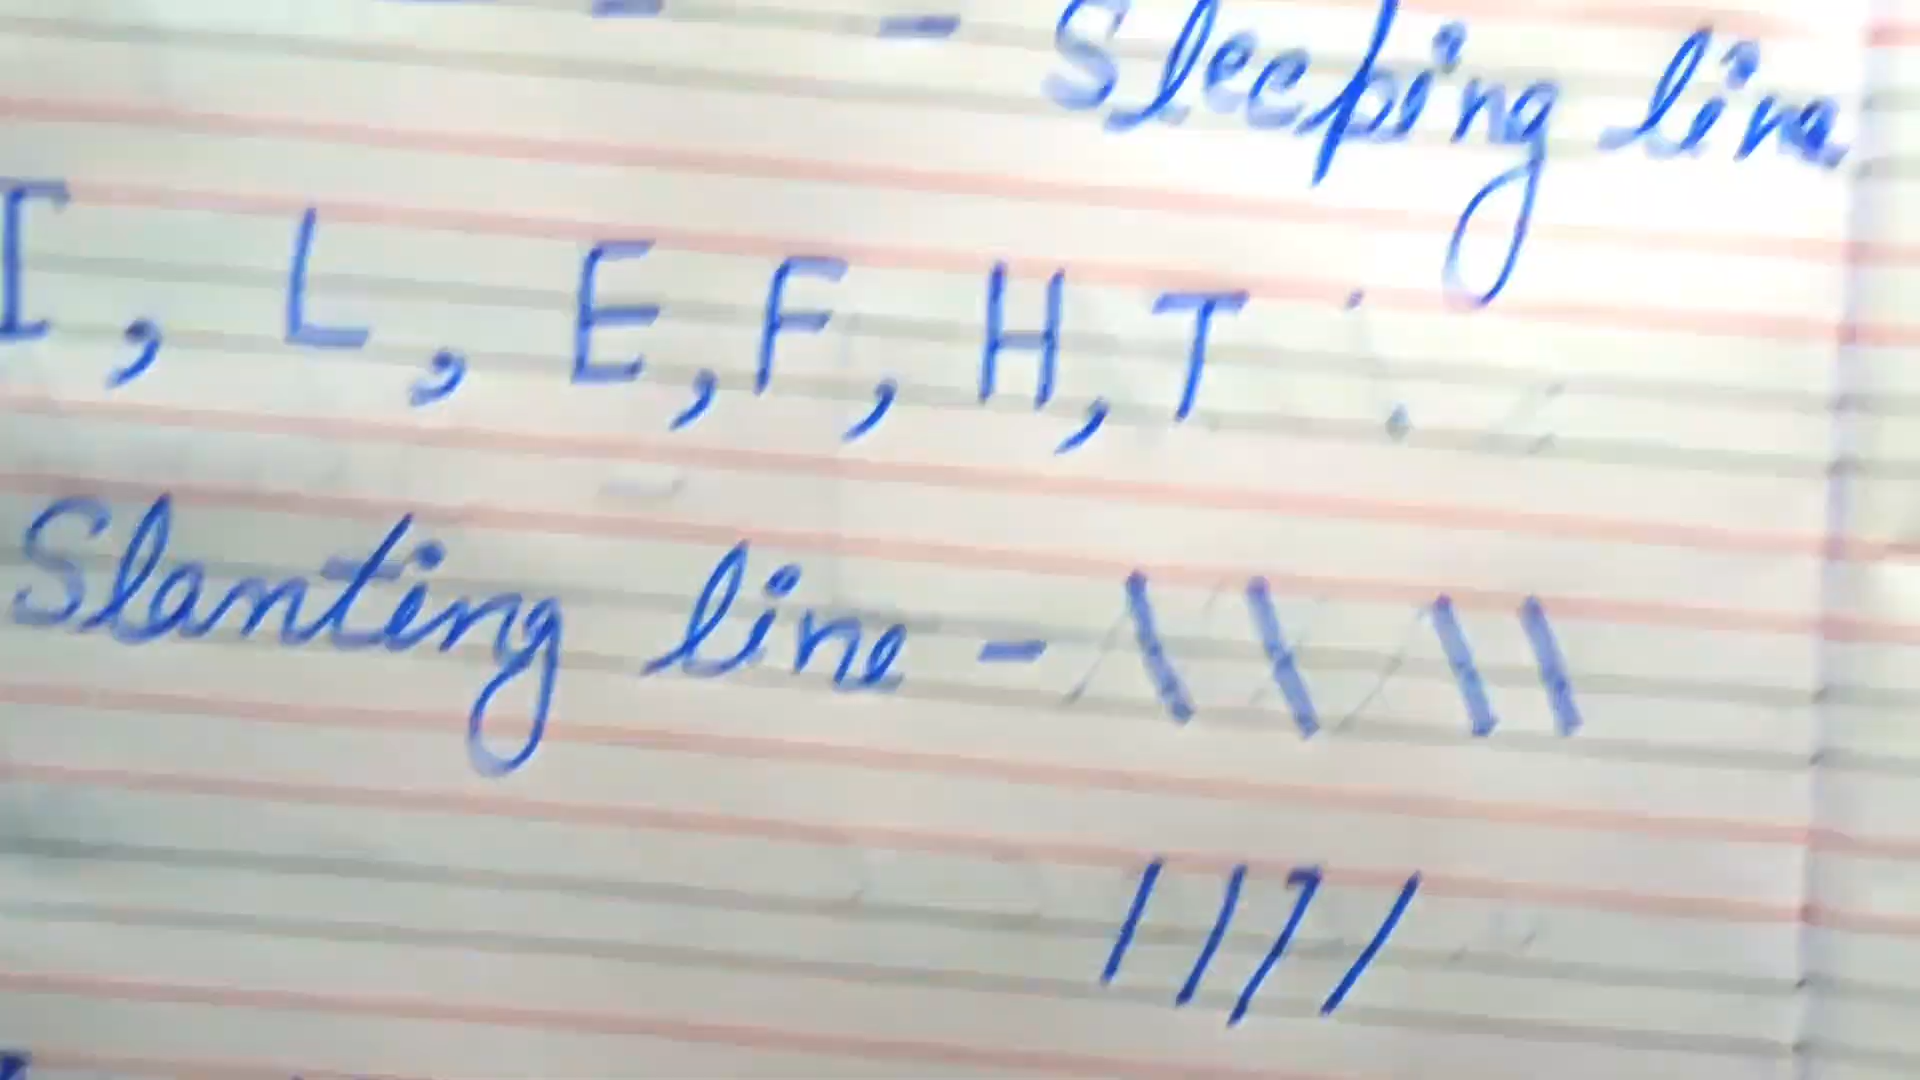 - - Sleeping line
I, L, E, F, H, T
Slanting line - \ \ \ \
/ / / /